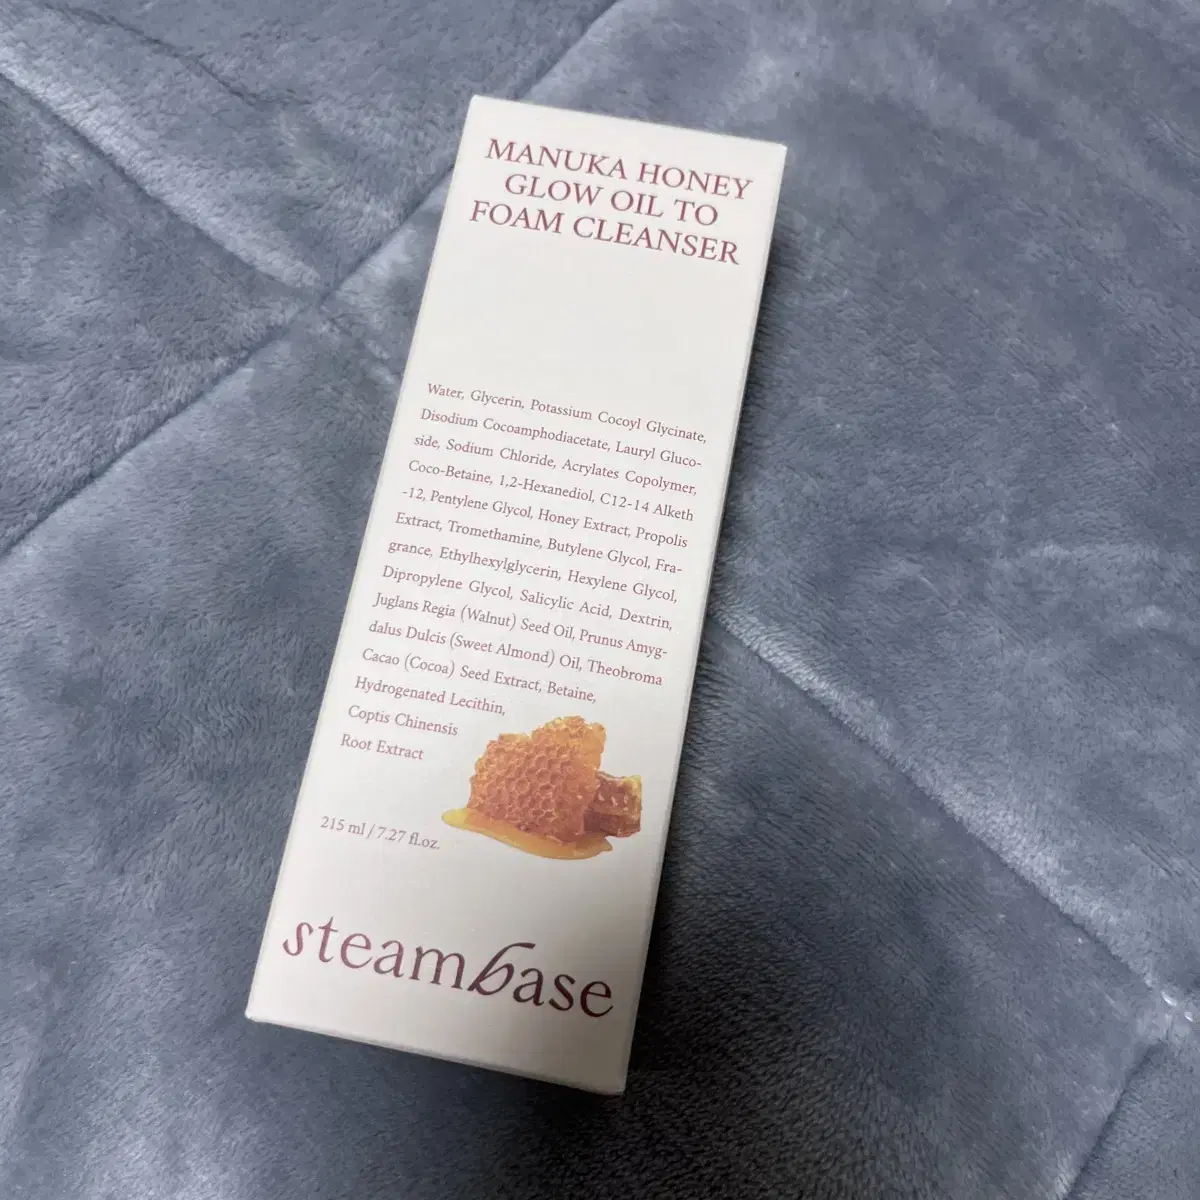 MANUKA HONEY
GLOW OIL TO
FOAM CLEANSER
Water, Glycerin, Potassium Cocoyl Glycinate,
Disodium Cocoamphodiacetate, Lauryl Gluco-
side, Sodium Chloride, Acrylates Copolymer,
Coco-Betaine, 1,2-Hexanediol, C12-14 Alketh
-12, Pentylene Glycol, Honey Extract, Propolis
Extract, Tromethamine, Butylene Glycol, Fra-
grance, Ethylhexylglycerin, Hexylene Glycol,
Dipropylene Glycol, Salicylic Acid, Dextrin,
Juglans Regia (Walnut) Seed Oil, Prunus Amyg-
dalus Dulcis (Sweet Almond) Oil, Theobroma
Cacao (Cocoa) Seed Extract, Betaine,
Hydrogenated Lecithin,
Coptis Chinensis
Root Extract
215 ml / 7.27 fl.oz.
steambase